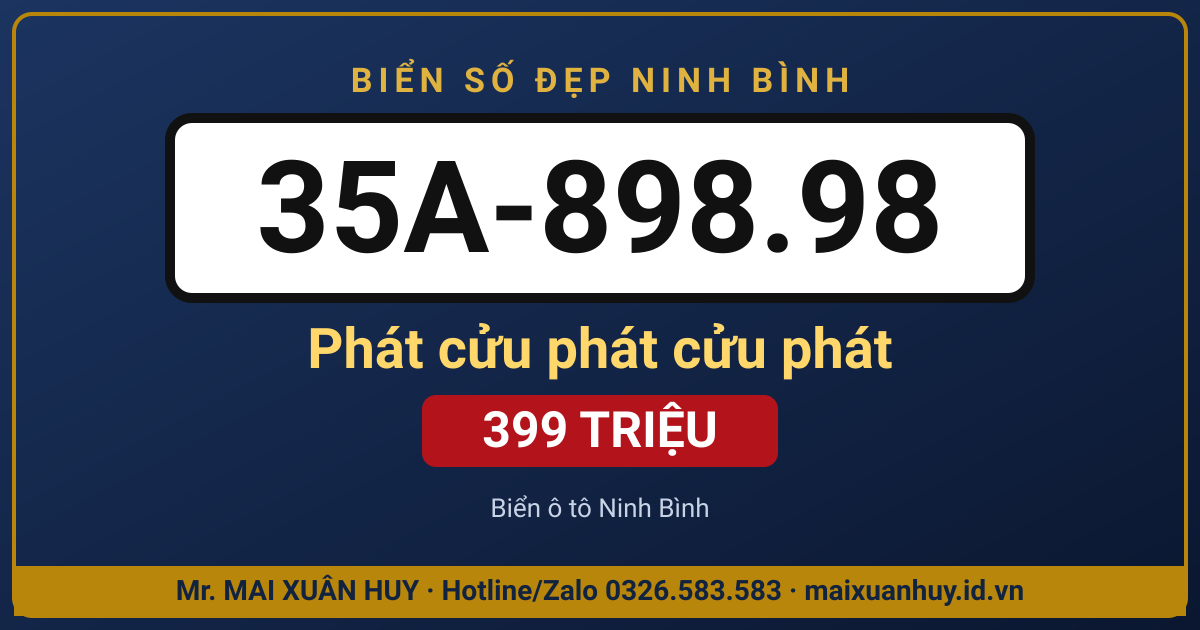 BIỂN SỐ ĐẸP NINH BÌNH
35A-898.98
Phát cửu phát cửu phát
399 TRIỆU
Biển ô tô Ninh Bình
Mr. MAI XUÂN HUY · Hotline/Zalo 0326.583.583 · maixuanhuy.id.vn